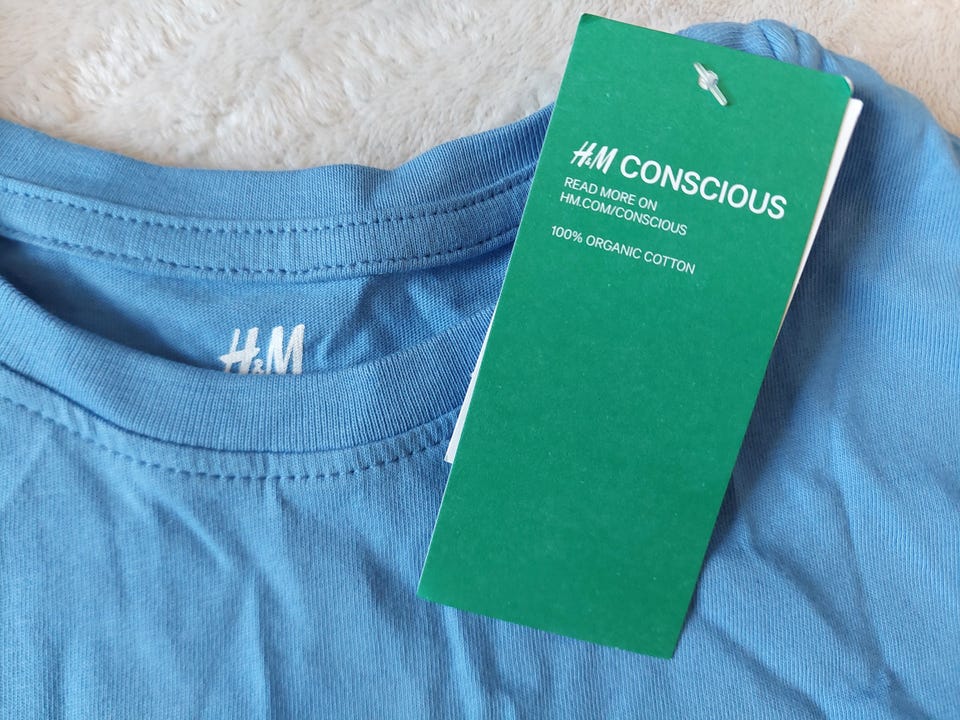 H&M CONSCIOUS
READ MORE ON
HM.COM/CONSCIOUS
100% ORGANIC COTTON
H&M